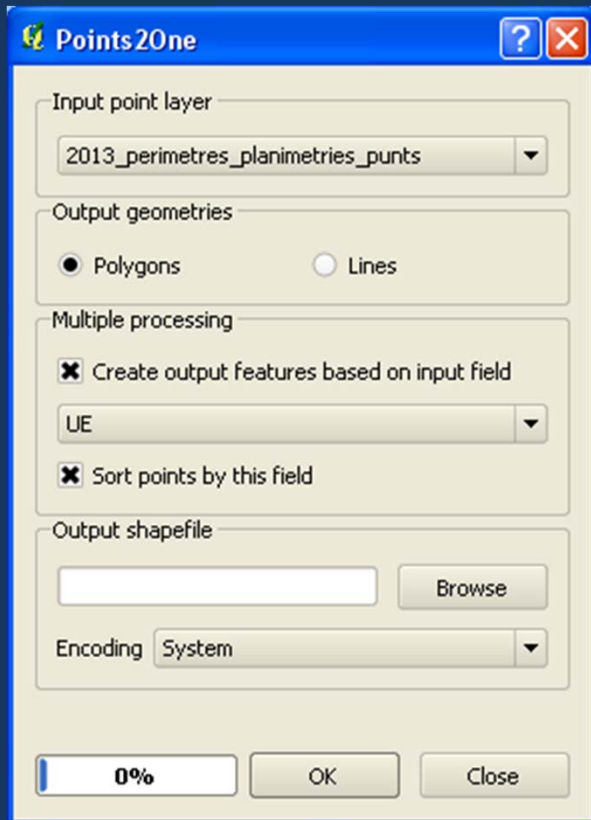 Points2One
?
Input point layer
2013_perimetres_planimetries_punts
Output geometries
Polygons
Lines
Multiple processing
Create output features based on input field
UE
Sort points by this field
Output shapefile
Browse
Encoding System
0%
OK
Close